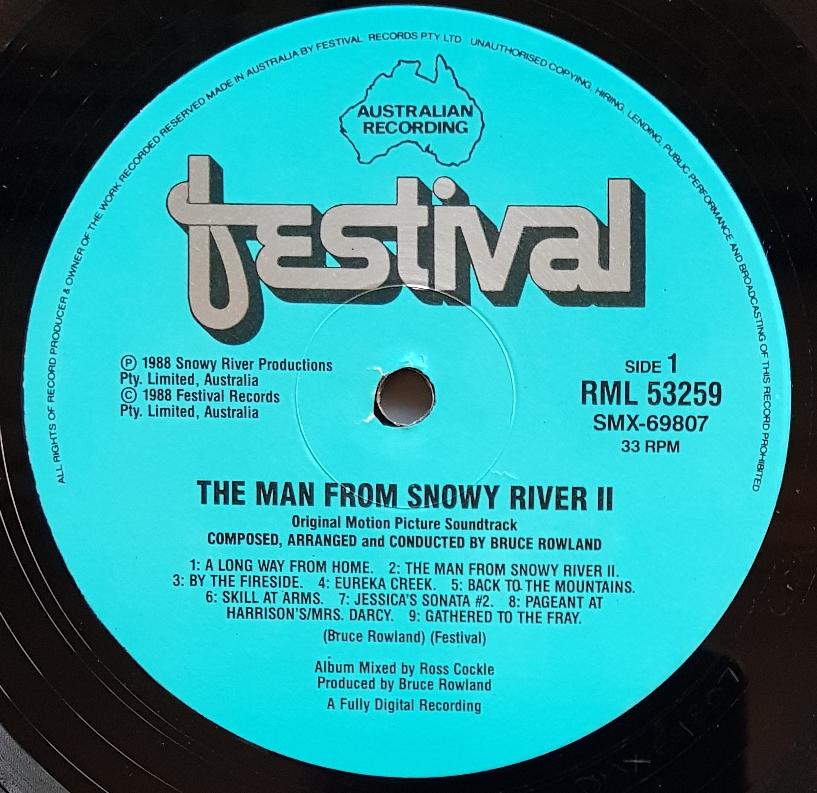 ALL RIGHTS OF RECORD PRODUCER & OWNER OF THE WORK RECORDED RESERVED MADE IN AUSTRALIA BY FESTIVAL RECORDS PTY LTD UNAUTHORISED COPYING, HIRING, LENDING, PUBLIC PERFORMANCE AND BROADCASTING OF THIS RECORD PROHIBITED
AUSTRALIAN
RECORDING
festival
Ⓟ 1988 Snowy River Productions
Pty. Limited, Australia
© 1988 Festival Records
Pty. Limited, Australia
SIDE 1
RML 53259
SMX-69807
33 RPM
THE MAN FROM SNOWY RIVER II
Original Motion Picture Soundtrack
COMPOSED, ARRANGED and CONDUCTED BY BRUCE ROWLAND
1: A LONG WAY FROM HOME. 2: THE MAN FROM SNOWY RIVER II.
3: BY THE FIRESIDE. 4: EUREKA CREEK. 5: BACK TO THE MOUNTAINS.
6: SKILL AT ARMS. 7: JESSICA'S SONATA #2. 8: PAGEANT AT
HARRISON'S/MRS. DARCY. 9: GATHERED TO THE FRAY.
(Bruce Rowland) (Festival)
Album Mixed by Ross Cockle
Produced by Bruce Rowland
A Fully Digital Recording